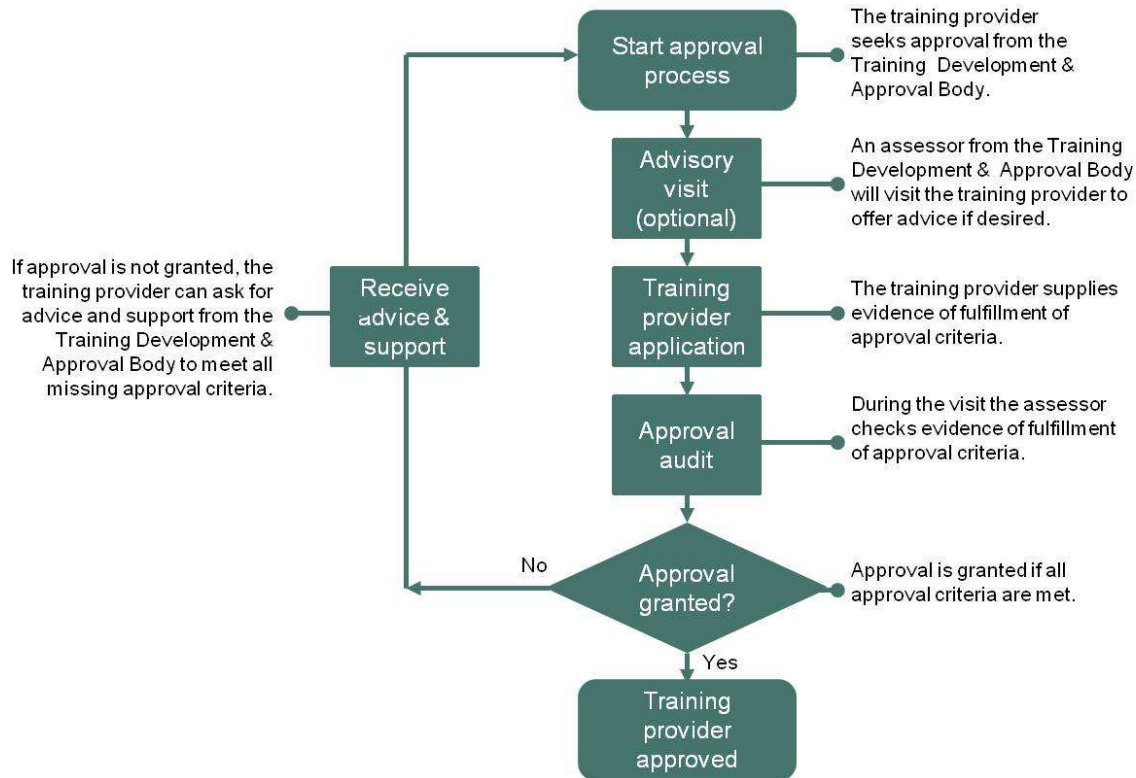 Start approval
process
The training provider
seeks approval from the
Training Development &
Approval Body.
Advisory
visit
(optional)
An assessor from the Training
Development & Approval Body
will visit the training provider to
offer advice if desired.
If approval is not granted, the
training provider can ask for
advice and support from the
Training Development &
Approval Body to meet all
missing approval criteria.
Receive
advice &
support
Training
provider
application
The training provider supplies
evidence of fulfillment of
approval criteria.
Approval
audit
During the visit the assessor
checks evidence of fulfillment
of approval criteria.
No
Approval
granted?
Approval is granted if all
approval criteria are met.
Yes
Training
provider
approved